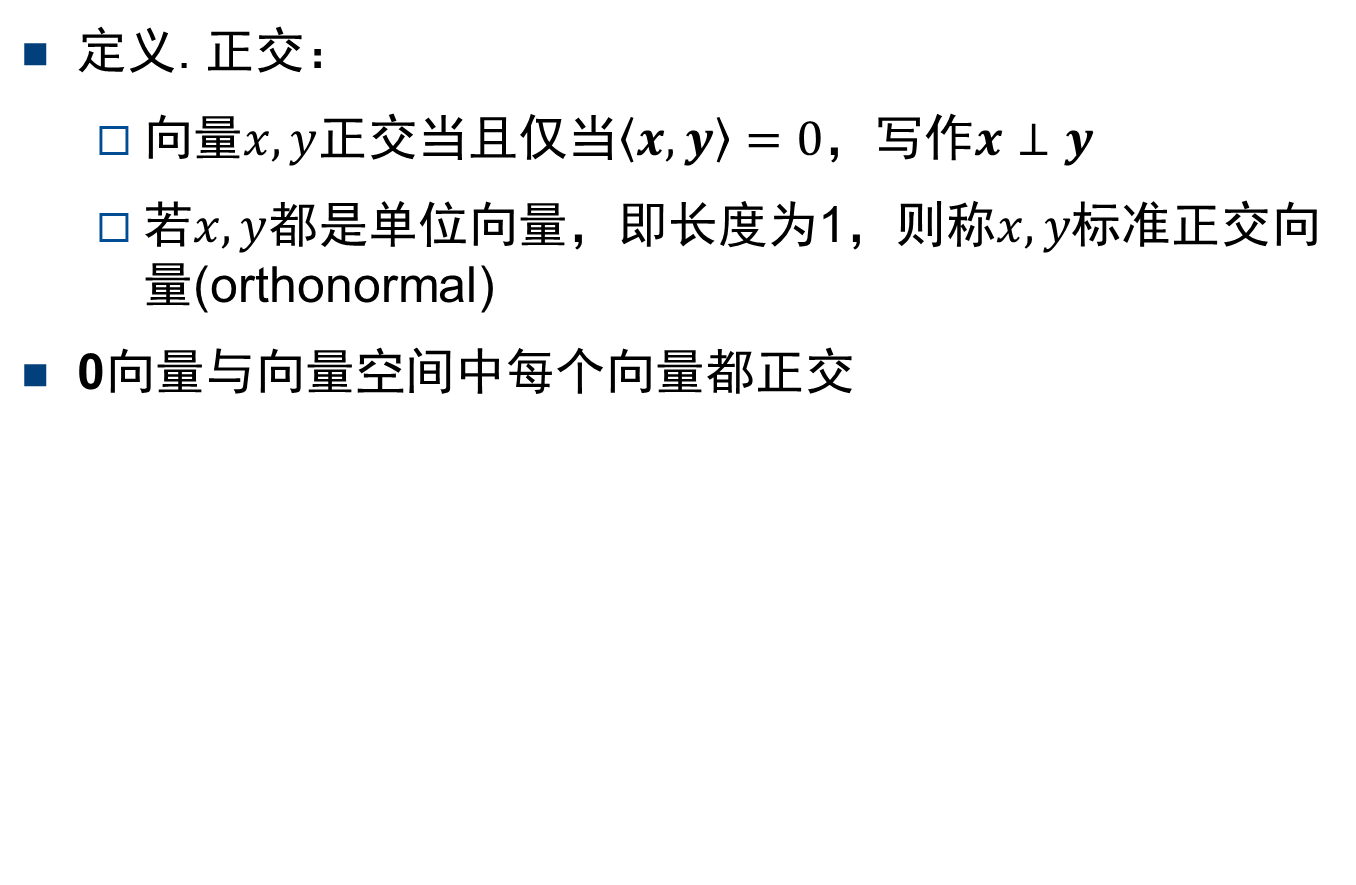 定义. 正交：
向量x, y正交当且仅当⟨x, y⟩ = 0，写作x ⊥ y
若x, y都是单位向量，即长度为1，则称x, y标准正交向
量(orthonormal)
0向量与向量空间中每个向量都正交